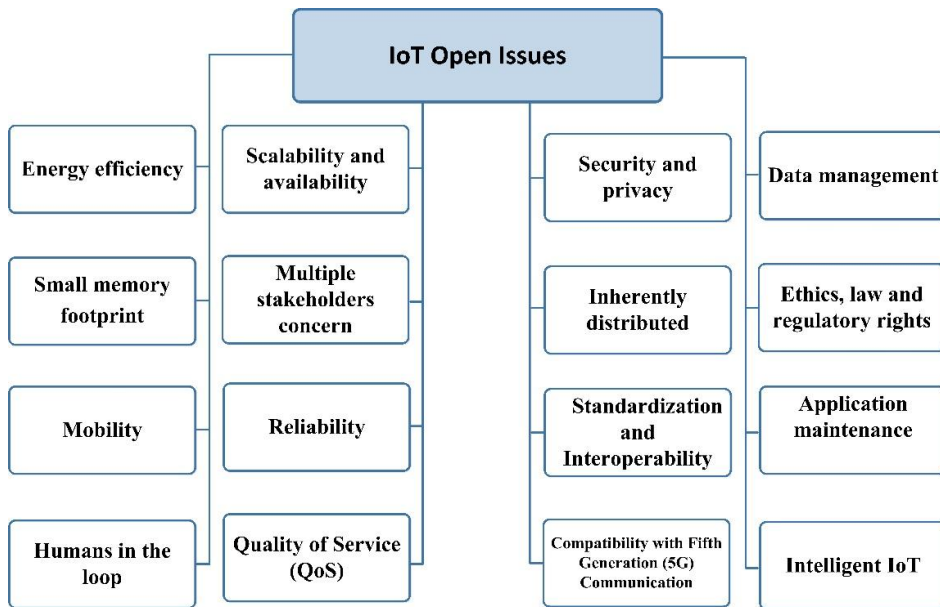 IoT Open Issues
Energy efficiency
Scalability and
availability
Security and
privacy
Data management
Small memory
footprint
Multiple
stakeholders
concern
Inherently
distributed
Ethics, law and
regulatory rights
Mobility
Reliability
Standardization
and
Interoperability
Application
maintenance
Humans in the
loop
Quality of Service
(QoS)
Compatibility with Fifth
Generation (5G)
Communication
Intelligent IoT